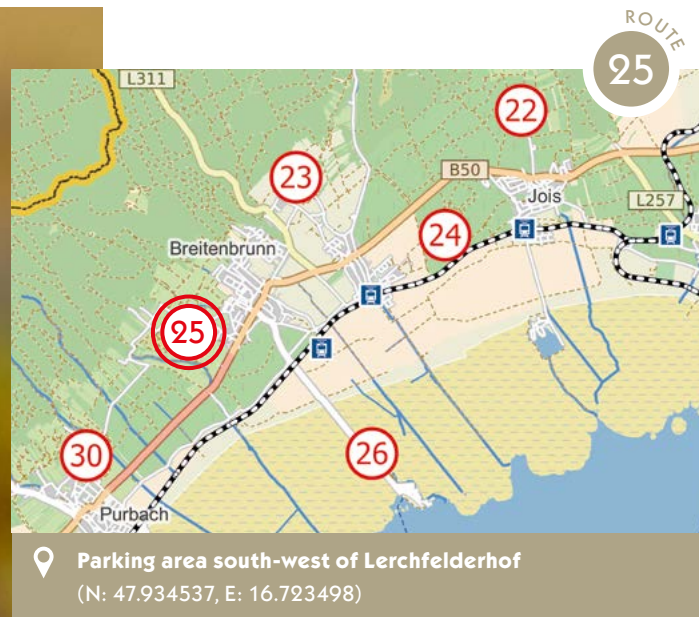 ROUTE
25
L311
22
23
B50
Jois
L257
24
Breitenbrunn
25
30
26
Purbach
Parking area south-west of Lerchfelderhof
(N: 47.934537, E: 16.723498)